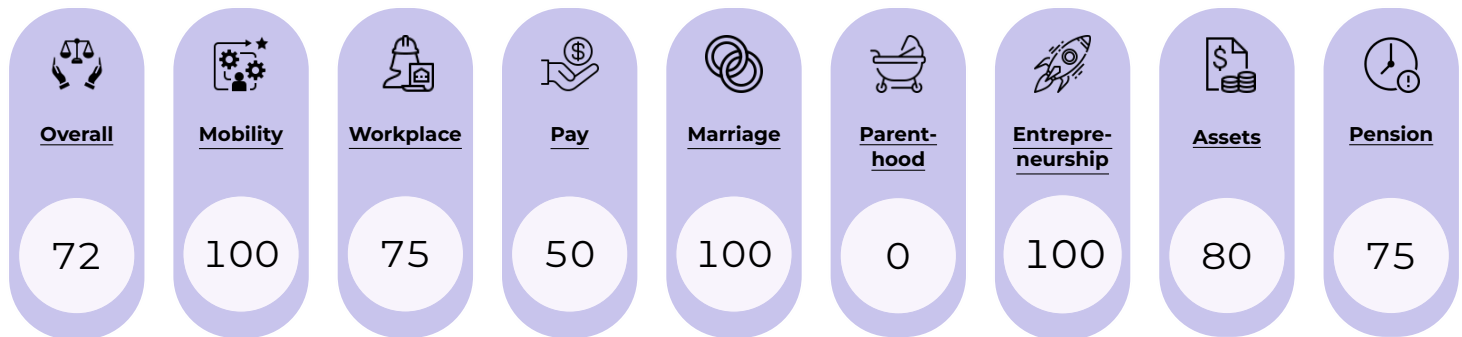 Overall
72
Mobility
100
Workplace
75
Pay
$
50
Marriage
100
Parent-
hood
0
Entrepre-
neurship
100
Assets
$
80
Pension
!
75